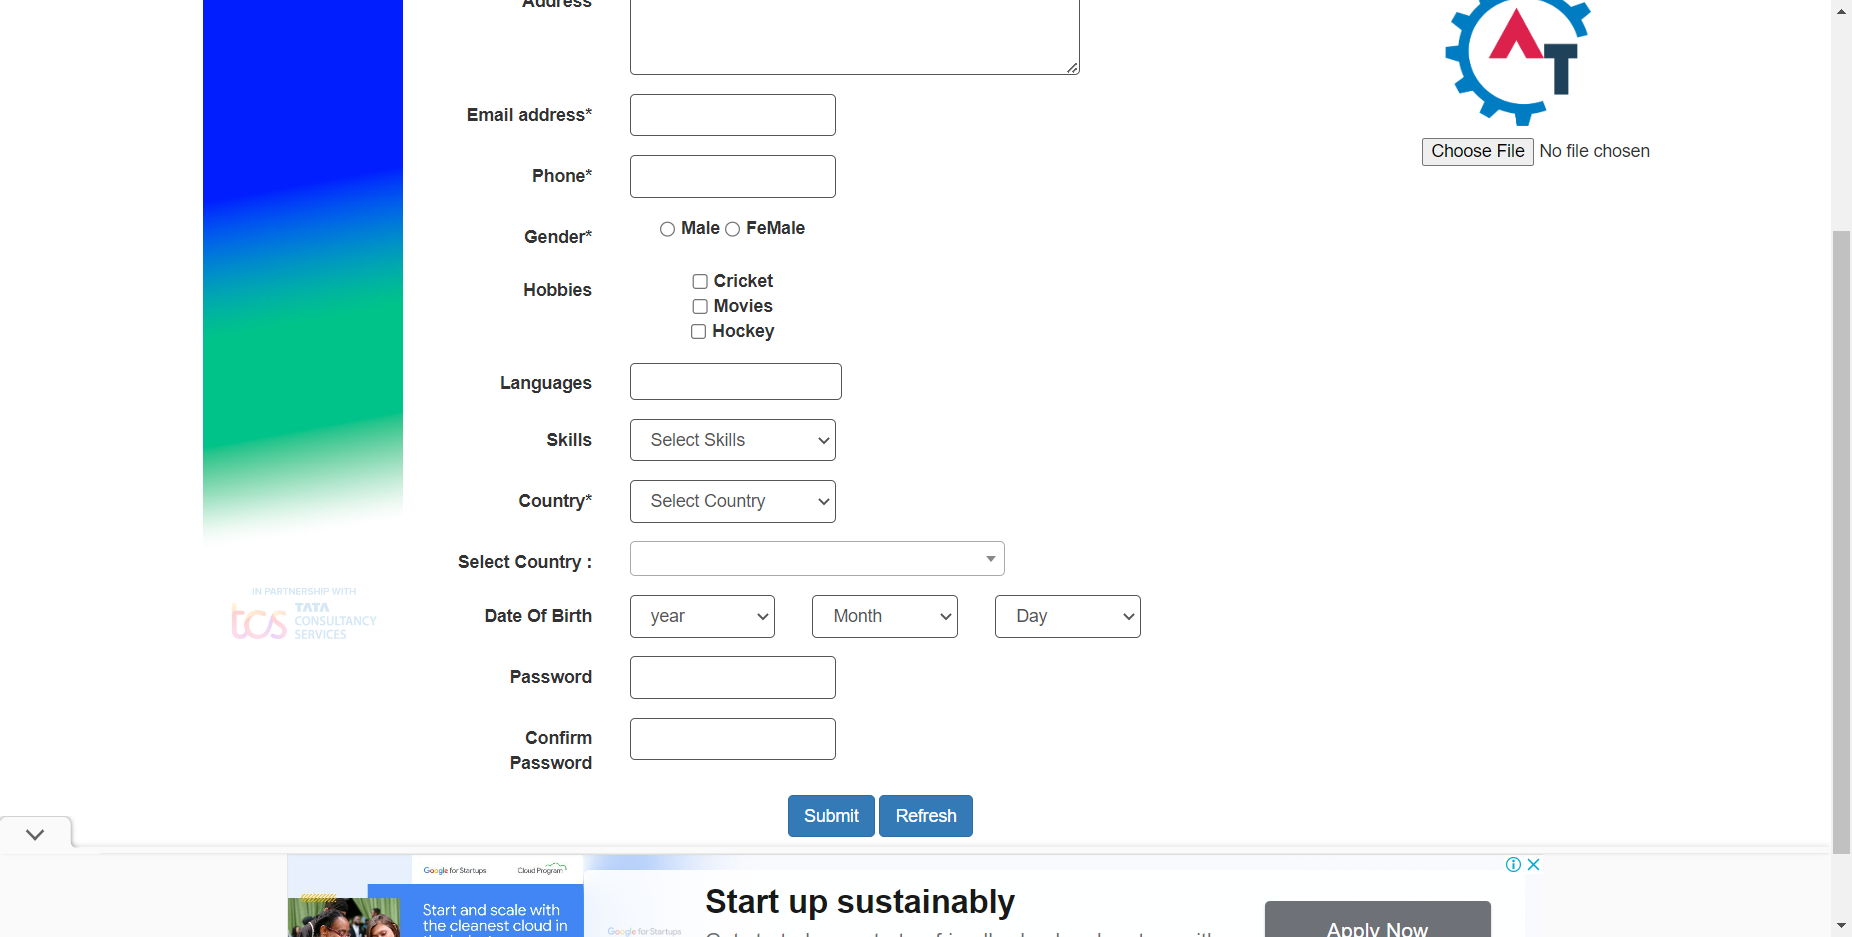 Address
AT
Choose File No file chosen
Email address*
Phone*
Gender*
Male FeMale
Hobbies
Cricket
Movies
Hockey
Languages
Skills
Select Skills
Country*
Select Country
Select Country :
Date Of Birth
year Month Day
Password
Confirm
Password
Submit Refresh
IN PARTNERSHIP WITH
tcs TATA
CONSULTANCY
SERVICES
Google for Startups Cloud Program
Start and scale with
the cleanest cloud in
Google for Startups
Start up sustainably
Apply Now